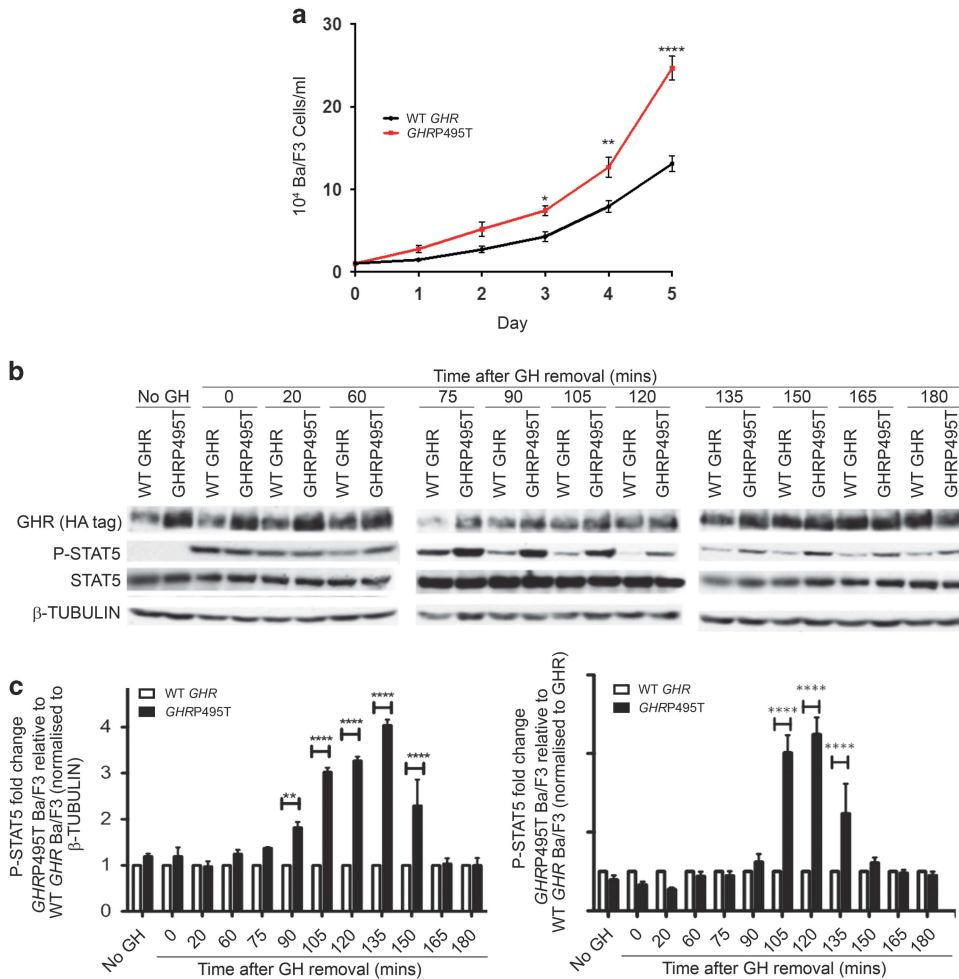 a
10⁴ Ba/F3 Cells/ml
30
20
10
0
WT GHR
GHRP495T
*
**
****
0 1 2 3 4 5
Day
b
Time after GH removal (mins)
No GH 0 20 60 75 90 105 120 135 150 165 180
WT GHR GHRP495T WT GHR GHRP495T WT GHR GHRP495T WT GHR GHRP495T WT GHR GHRP495T WT GHR GHRP495T WT GHR GHRP495T WT GHR GHRP495T WT GHR GHRP495T WT GHR GHRP495T WT GHR GHRP495T WT GHR GHRP495T
GHR (HA tag)
P-STAT5
STAT5
β-TUBULIN
c
P-STAT5 fold change
GHRP495T Ba/F3 relative to
WT GHR Ba/F3 (normalised to
β-TUBULIN)
4
3
2
1
0
WT GHR
GHRP495T
**
****
****
****
****
No GH 0 20 60 75 90 105 120 135 150 165 180
Time after GH removal (mins)
P-STAT5 fold change
GHRP495T Ba/F3 relative to
WT GHR Ba/F3 (normalised to GHR)
WT GHR
GHRP495T
****
****
****
No GH 0 20 60 75 90 105 120 135 150 165 180
Time after GH removal (mins)